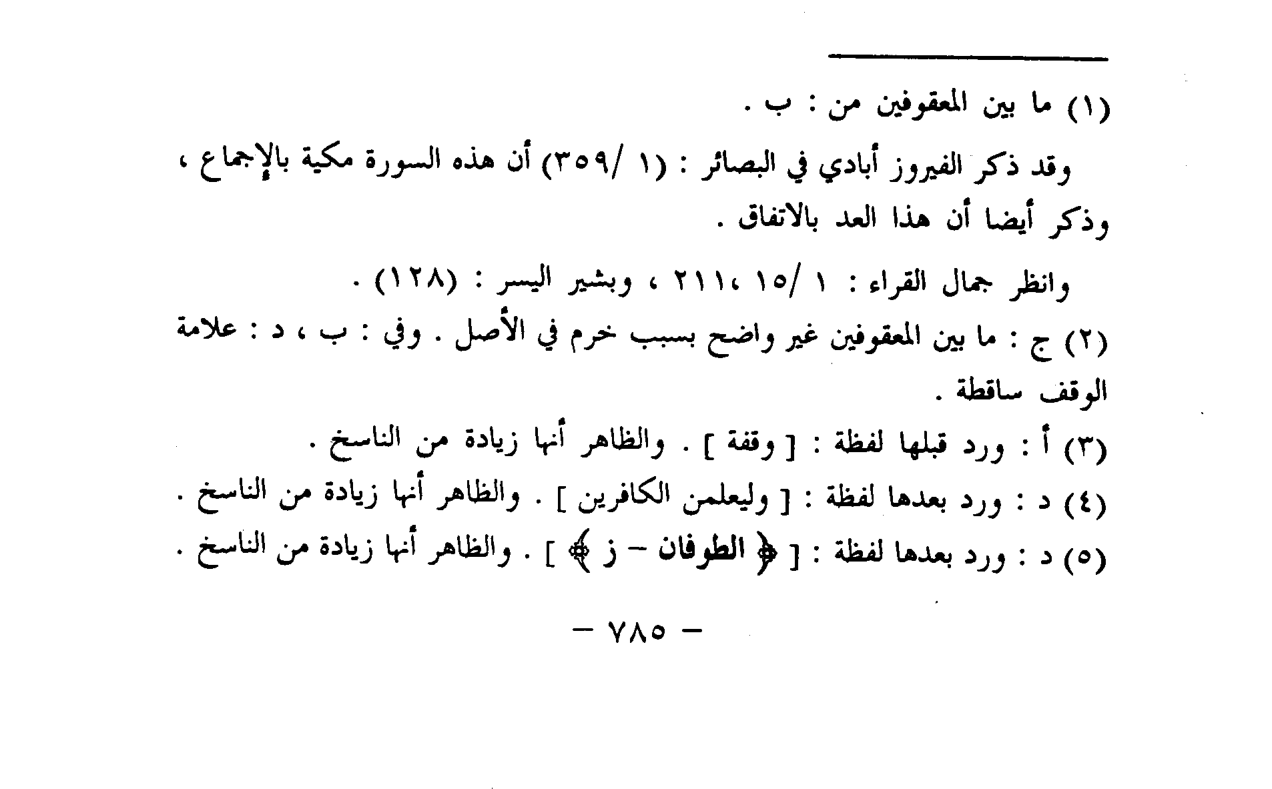 (١) ما بين المعقوفين من : ب .
وقد ذكر الفيروز أبادي في البصائر : (١ /٣٥٩) أن هذه السورة مكية بالإجماع ،
وذكر أيضا أن هذا العد بالاتفاق .
وانظر جمال القراء : ١ /١٥ ،٢١١ ، وبشير اليسر : (١٢٨) .
(٢) ج : ما بين المعقوفين غير واضح بسبب خرم في الأصل . وفي : ب ، د : علامة
الوقف ساقطة .
(٣) أ : ورد قبلها لفظة : [ وقفة ] . والظاهر أنها زيادة من الناسخ .
(٤) د : ورد بعدها لفظة : [ وليعلمن الكافرين ] . والظاهر أنها زيادة من الناسخ .
(٥) د : ورد بعدها لفظة : [ ﴿ الطوفان – ز ﴾ ] . والظاهر أنها زيادة من الناسخ .
– ٧٨٥ –